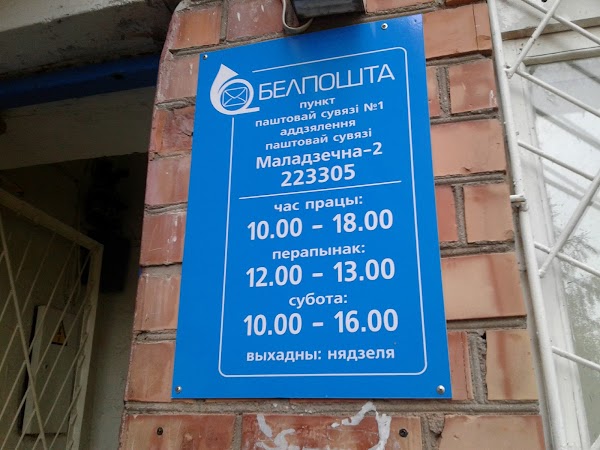 БЕЛПОШТА
пункт
паштовай сувязі №1
аддзялення
паштовай сувязі
Маладзечна-2
223305
час працы:
10.00 - 18.00
перапынак:
12.00 - 13.00
субота:
10.00 - 16.00
выхадны: нядзеля